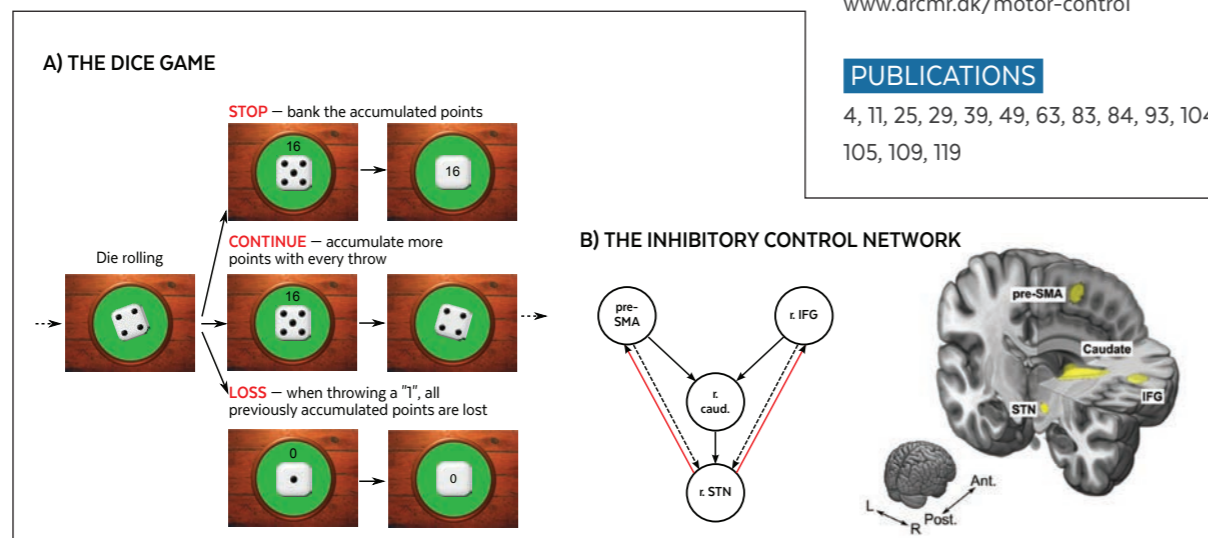 www.drcmr.dk/motor-control
PUBLICATIONS
4, 11, 25, 29, 39, 49, 63, 83, 84, 93, 104
105, 109, 119
A) THE DICE GAME
STOP – bank the accumulated points
16
16
Die rolling
CONTINUE – accumulate more
points with every throw
16
LOSS – when throwing a "1", all
previously accumulated points are lost
0
0
B) THE INHIBITORY CONTROL NETWORK
pre-
SMA
r. IFG
r.
caud.
r. STN
pre-SMA
Caudate
IFG
STN
Ant.
L
Post.
R